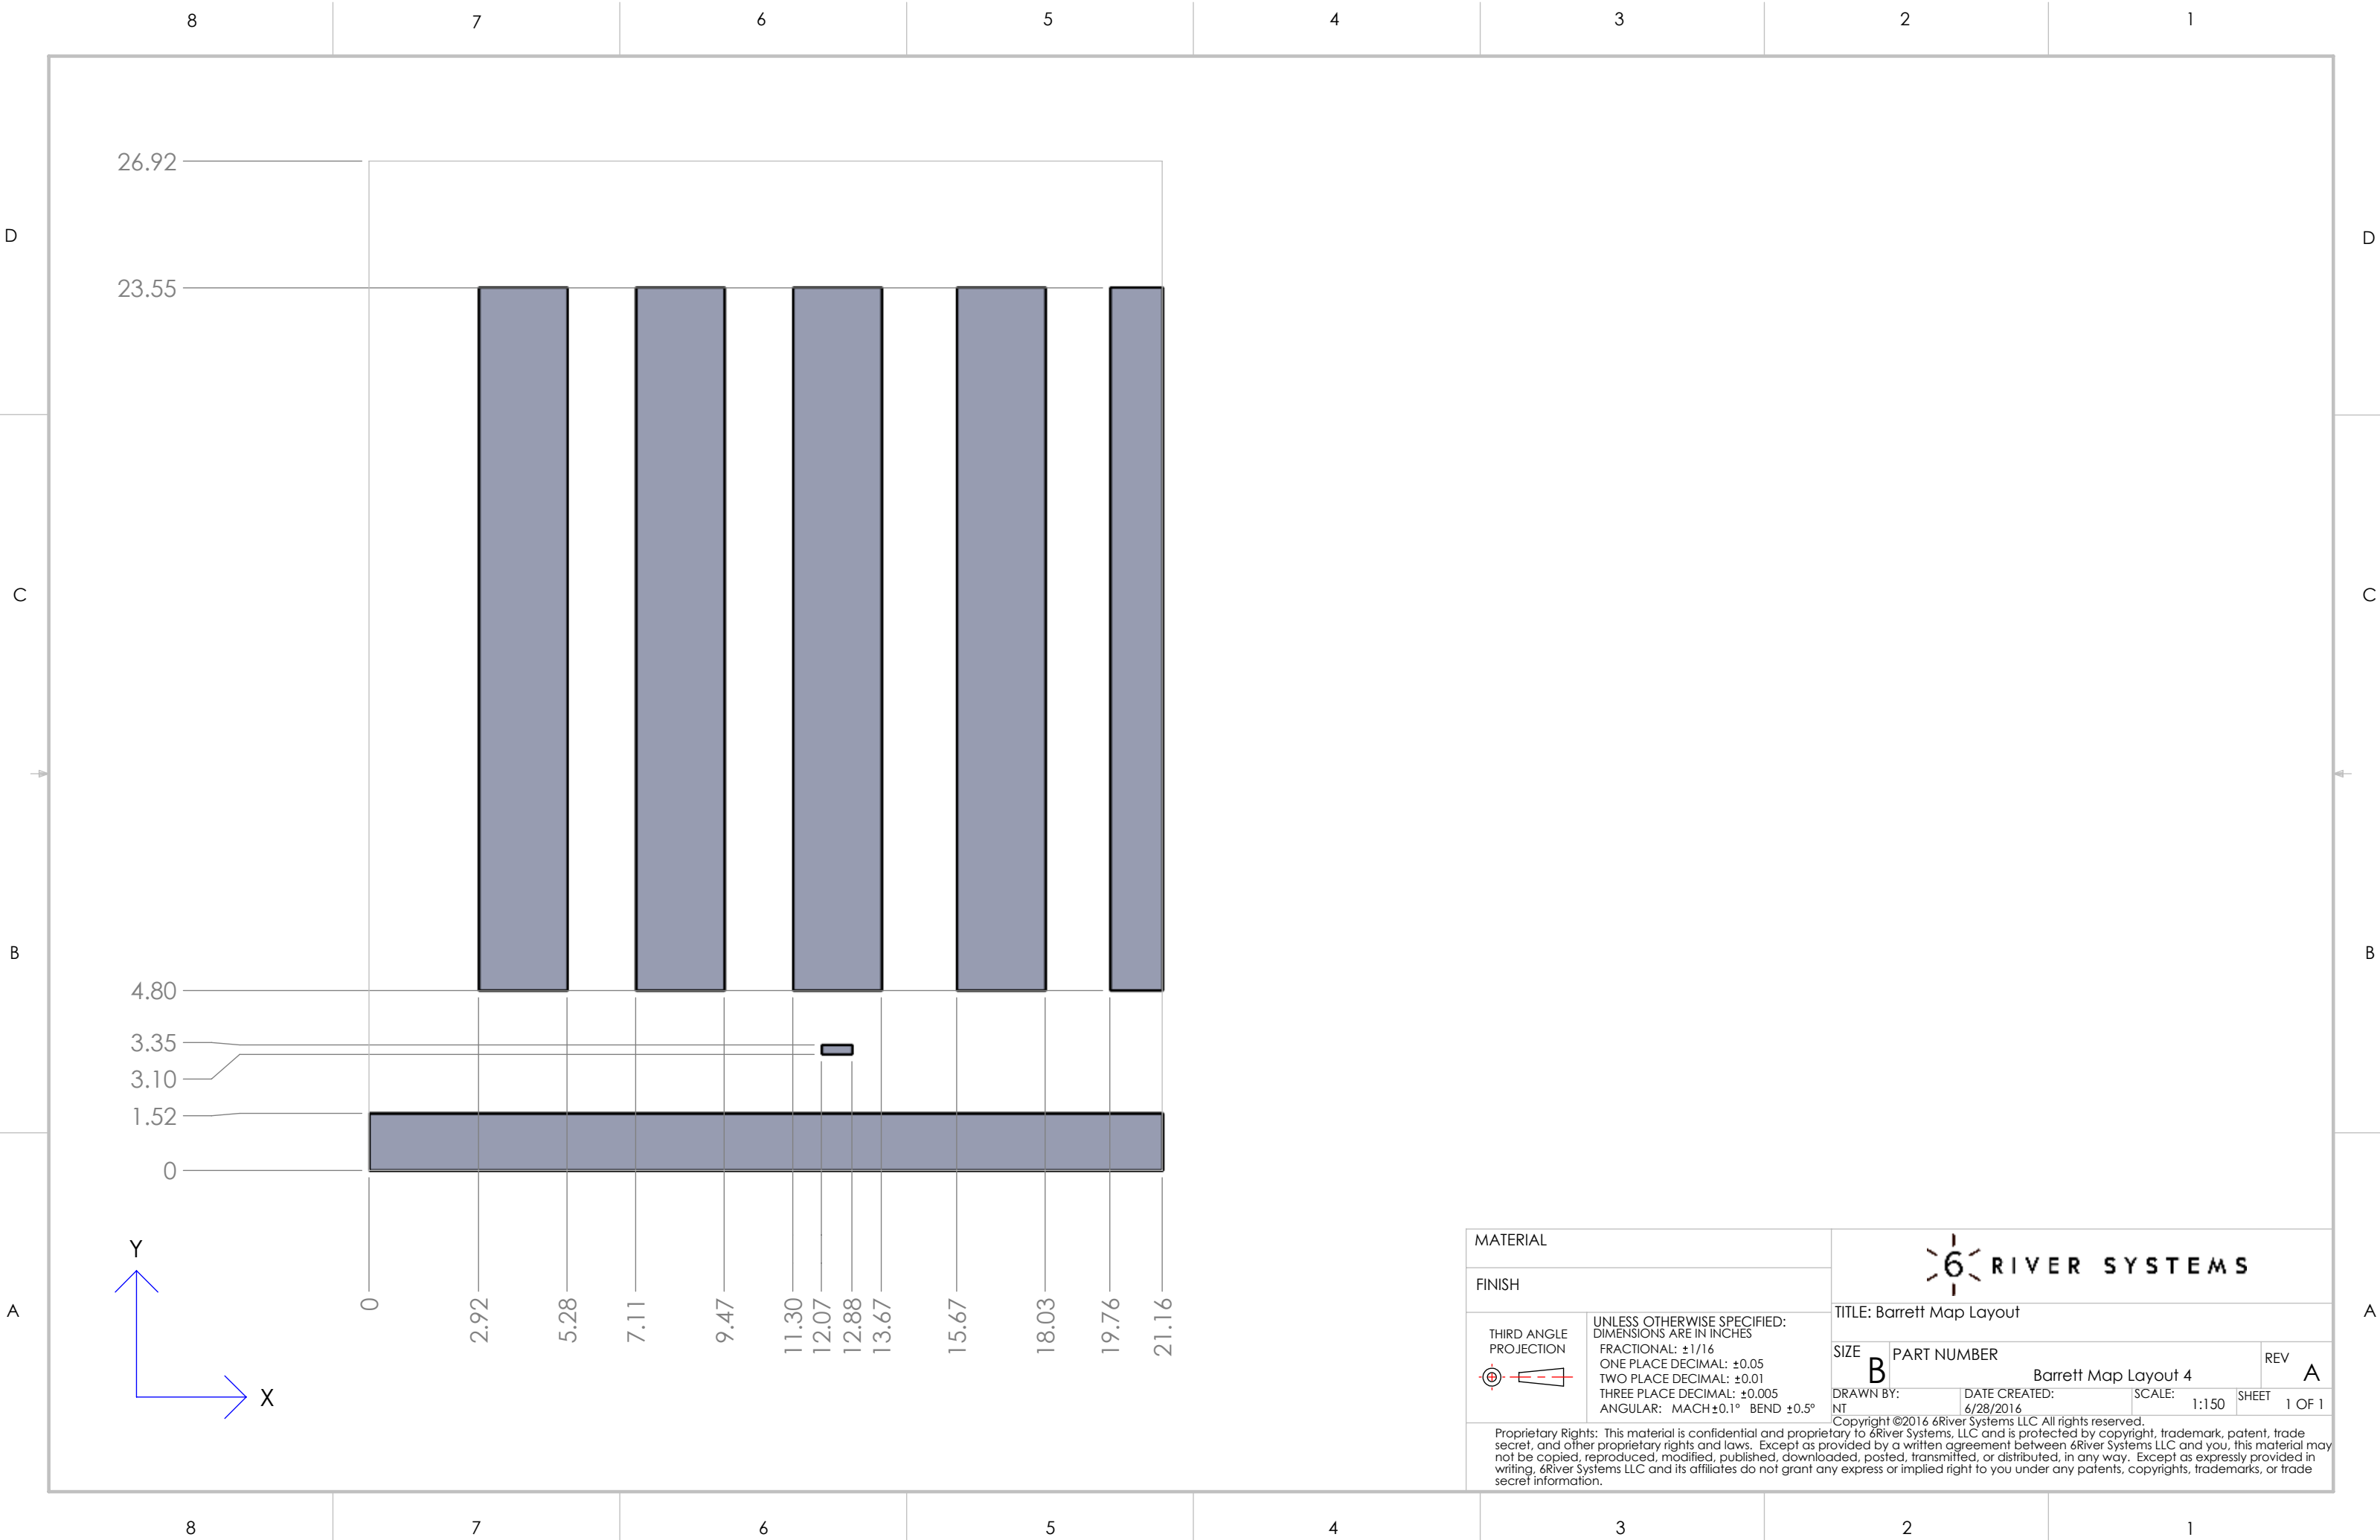 8 7 6 5 4 3 2 1
26.92
D D
23.55
C C
B B
4.80
3.35
3.10
1.52
0
Y
X
A A
0 2.92 5.28 7.11 9.47 11.30 12.07 12.88 13.67 15.67 18.03 19.76 21.16
MATERIAL
FINISH
THIRD ANGLE
PROJECTION
UNLESS OTHERWISE SPECIFIED:
DIMENSIONS ARE IN INCHES
FRACTIONAL: ±1/16
ONE PLACE DECIMAL: ±0.05
TWO PLACE DECIMAL: ±0.01
THREE PLACE DECIMAL: ±0.005
ANGULAR: MACH±0.1° BEND ±0.5°
6 RIVER SYSTEMS
TITLE: Barrett Map Layout
SIZE
B
PART NUMBER
Barrett Map Layout 4
REV
A
DRAWN BY:
NT
DATE CREATED:
6/28/2016
SCALE:
1:150
SHEET
1 OF 1
Copyright ©2016 6River Systems LLC All rights reserved.
Proprietary Rights: This material is confidential and proprietary to 6River Systems, LLC and is protected by copyright, trademark, patent, trade
secret, and other proprietary rights and laws. Except as provided by a written agreement between 6River Systems LLC and you, this material may
not be copied, reproduced, modified, published, downloaded, posted, transmitted, or distributed, in any way. Except as expressly provided in
writing, 6River Systems LLC and its affiliates do not grant any express or implied right to you under any patents, copyrights, trademarks, or trade
secret information.
8 7 6 5 4 3 2 1